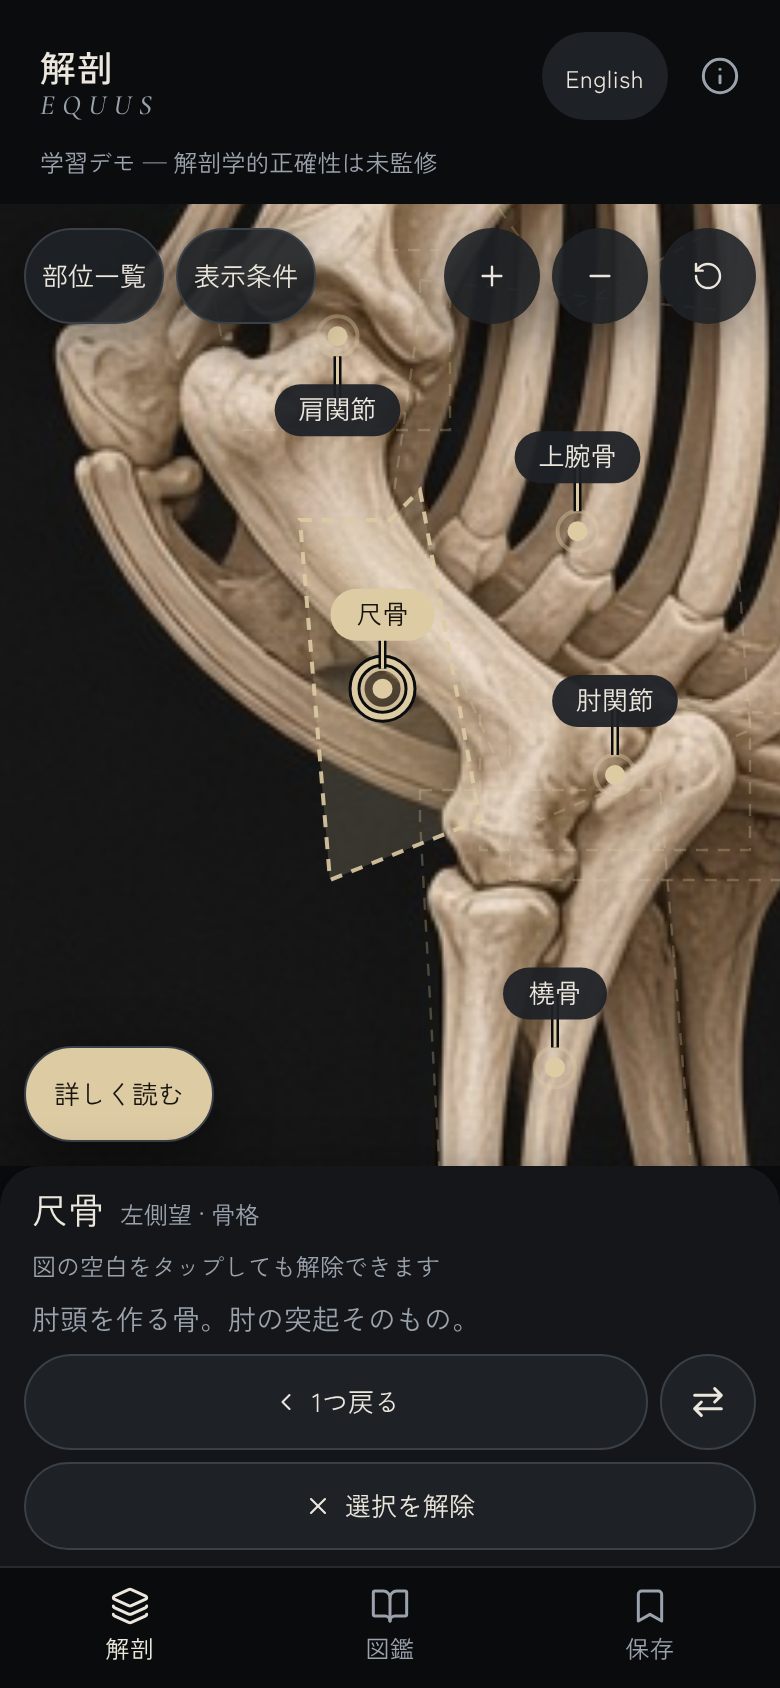 解剖
EQUUS
English
学習デモ — 解剖学的正確性は未監修
部位一覧
表示条件
肩関節
上腕骨
尺骨
肘関節
橈骨
詳しく読む
尺骨 左側望・骨格
図の空白をタップしても解除できます
肘頭を作る骨。肘の突起そのもの。
1つ戻る
選択を解除
解剖
図鑑
保存